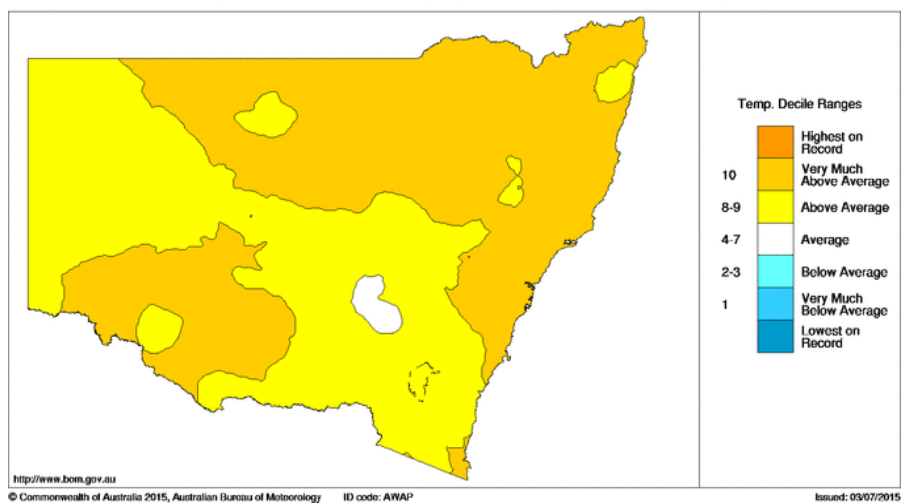 Temp. Decile Ranges
Highest on
Record
10
Very Much
Above Average
8-9
Above Average
4-7
Average
2-3
Below Average
1
Very Much
Below Average
Lowest on
Record
http://www.bom.gov.au
© Commonwealth of Australia 2015, Australian Bureau of Meteorology ID code: AWAP Issued: 03/07/2015